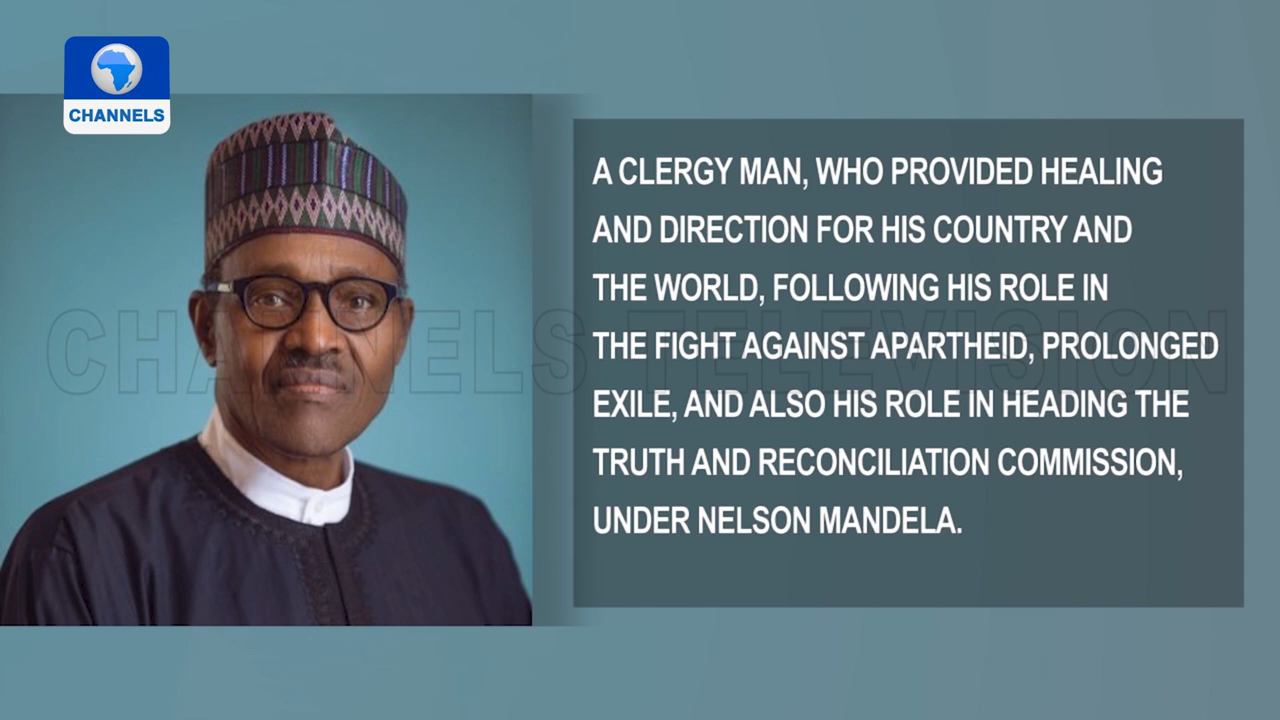 CHANNELS
A CLERGY MAN, WHO PROVIDED HEALING
AND DIRECTION FOR HIS COUNTRY AND
THE WORLD, FOLLOWING HIS ROLE IN
THE FIGHT AGAINST APARTHEID, PROLONGED
EXILE, AND ALSO HIS ROLE IN HEADING THE
TRUTH AND RECONCILIATION COMMISSION,
UNDER NELSON MANDELA.
CHANNELS TELEVISION